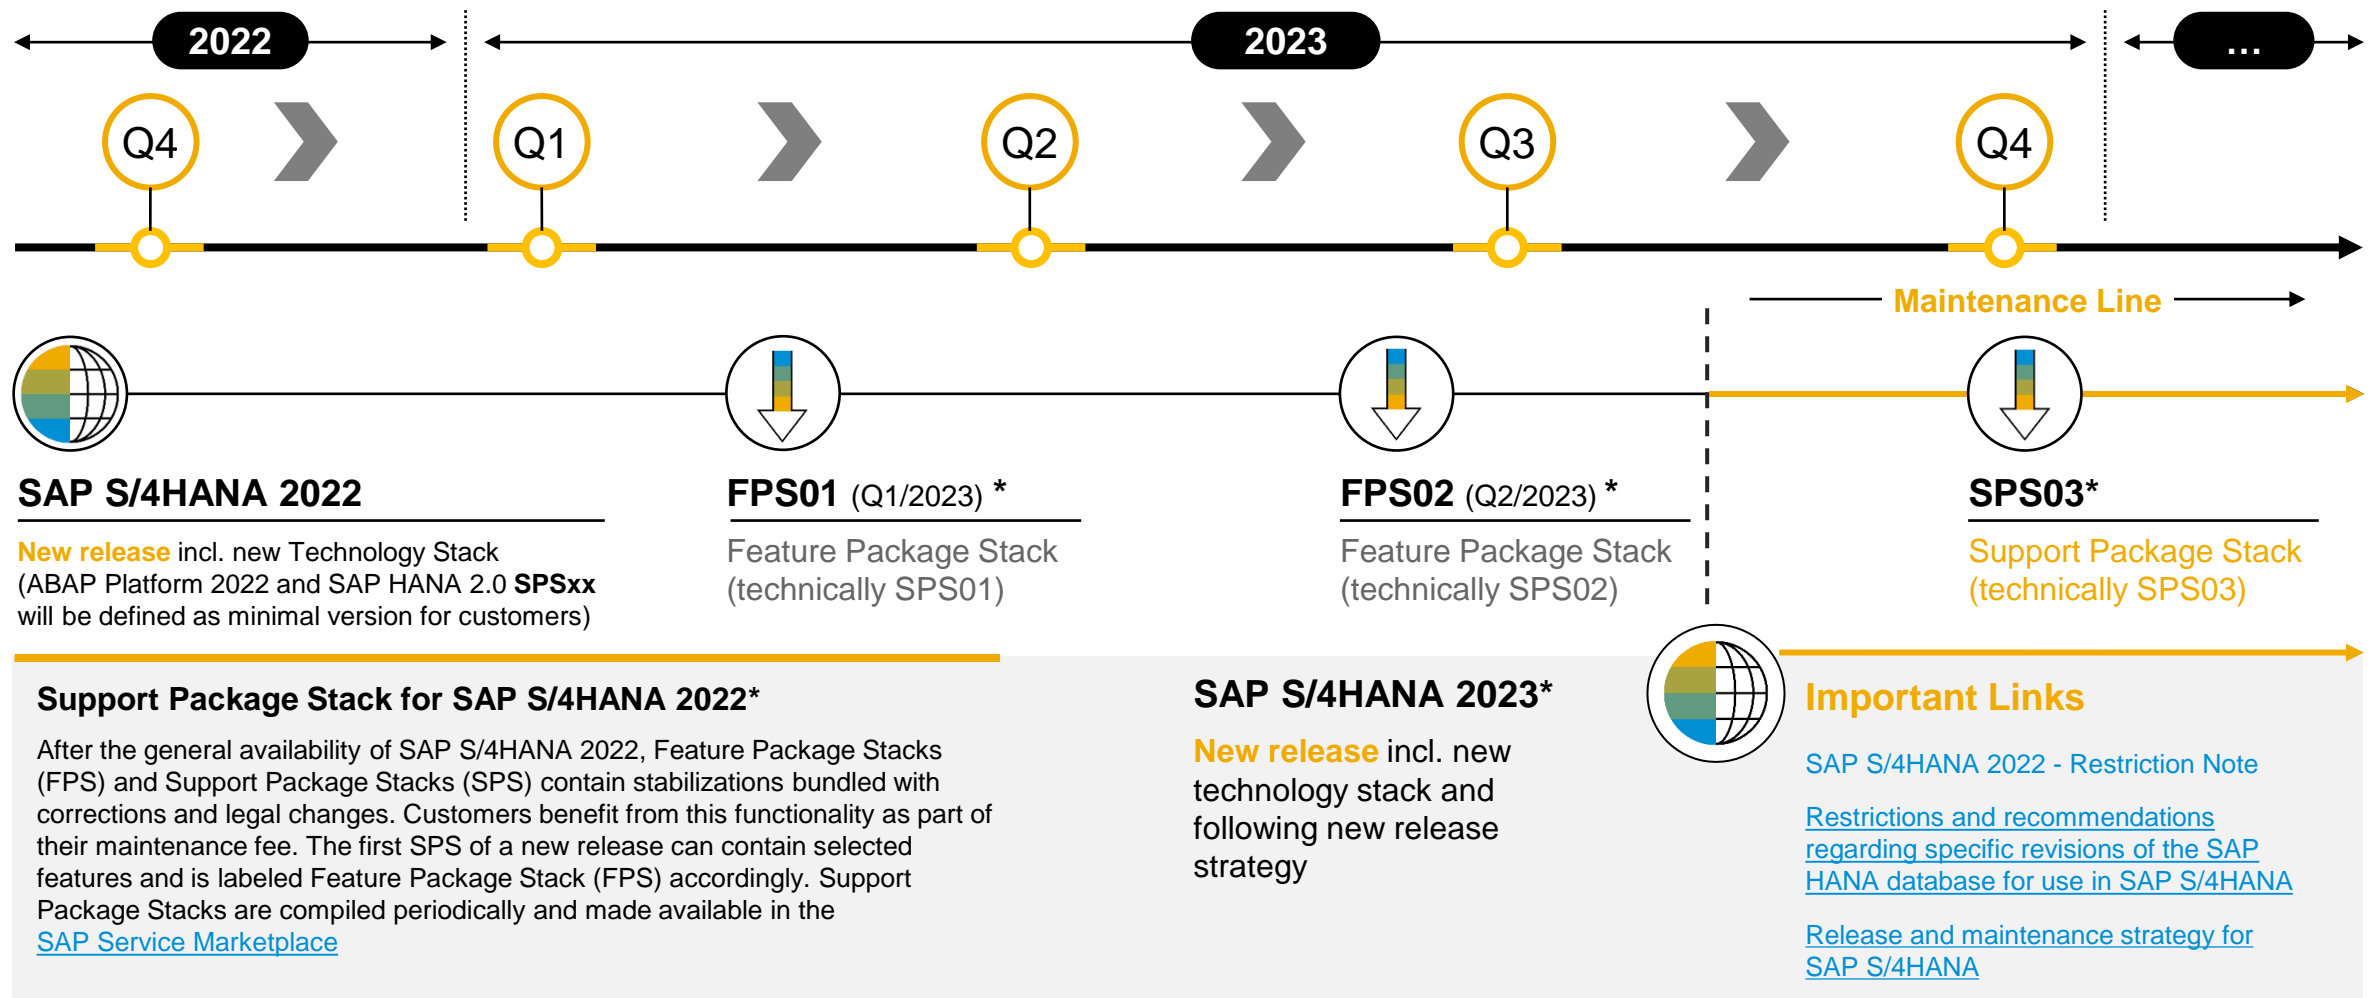 2022
2023
...
Q4
Q1
Q2
Q3
Q4
Maintenance Line
SAP S/4HANA 2022
New release incl. new Technology Stack
(ABAP Platform 2022 and SAP HANA 2.0 SPSxx
will be defined as minimal version for customers)
FPS01 (Q1/2023) *
Feature Package Stack
(technically SPS01)
FPS02 (Q2/2023) *
Feature Package Stack
(technically SPS02)
SPS03*
Support Package Stack
(technically SPS03)
Support Package Stack for SAP S/4HANA 2022*
After the general availability of SAP S/4HANA 2022, Feature Package Stacks
(FPS) and Support Package Stacks (SPS) contain stabilizations bundled with
corrections and legal changes. Customers benefit from this functionality as part of
their maintenance fee. The first SPS of a new release can contain selected
features and is labeled Feature Package Stack (FPS) accordingly. Support
Package Stacks are compiled periodically and made available in the
SAP Service Marketplace
SAP S/4HANA 2023*
New release incl. new
technology stack and
following new release
strategy
Important Links
SAP S/4HANA 2022 - Restriction Note
Restrictions and recommendations
regarding specific revisions of the SAP
HANA database for use in SAP S/4HANA
Release and maintenance strategy for
SAP S/4HANA